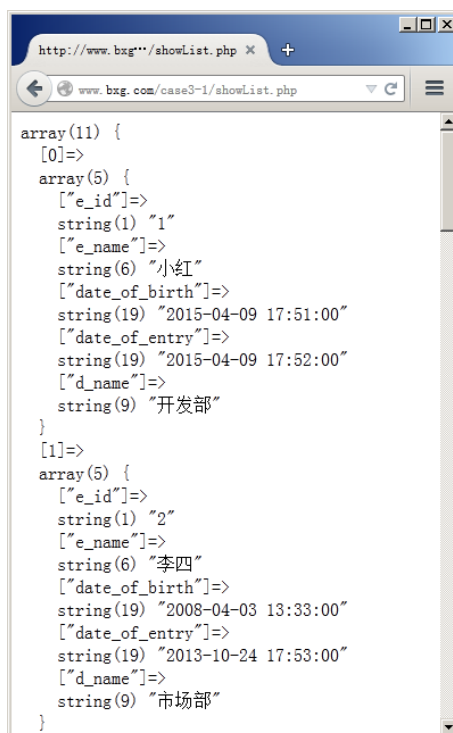 http://www.bxg…/showList.php
www.bxg.com/case3-1/showList.php
array(11) {
[0]=>
array(5) {
["e_id"]=>
string(1) "1"
["e_name"]=>
string(6) "小红"
["date_of_birth"]=>
string(19) "2015-04-09 17:51:00"
["date_of_entry"]=>
string(19) "2015-04-09 17:52:00"
["d_name"]=>
string(9) "开发部"
}
[1]=>
array(5) {
["e_id"]=>
string(1) "2"
["e_name"]=>
string(6) "李四"
["date_of_birth"]=>
string(19) "2008-04-03 13:33:00"
["date_of_entry"]=>
string(19) "2013-10-24 17:53:00"
["d_name"]=>
string(9) "市场部"
}